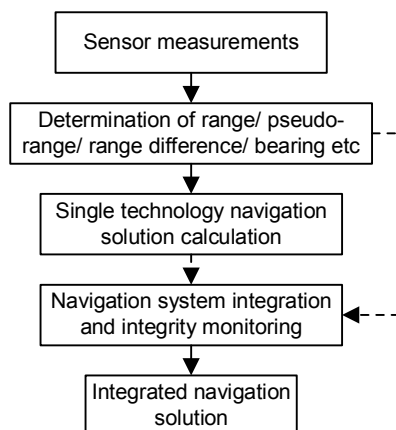 Sensor measurements
Determination of range/ pseudo-
range/ range difference/ bearing etc
Single technology navigation
solution calculation
Navigation system integration
and integrity monitoring
Integrated navigation
solution